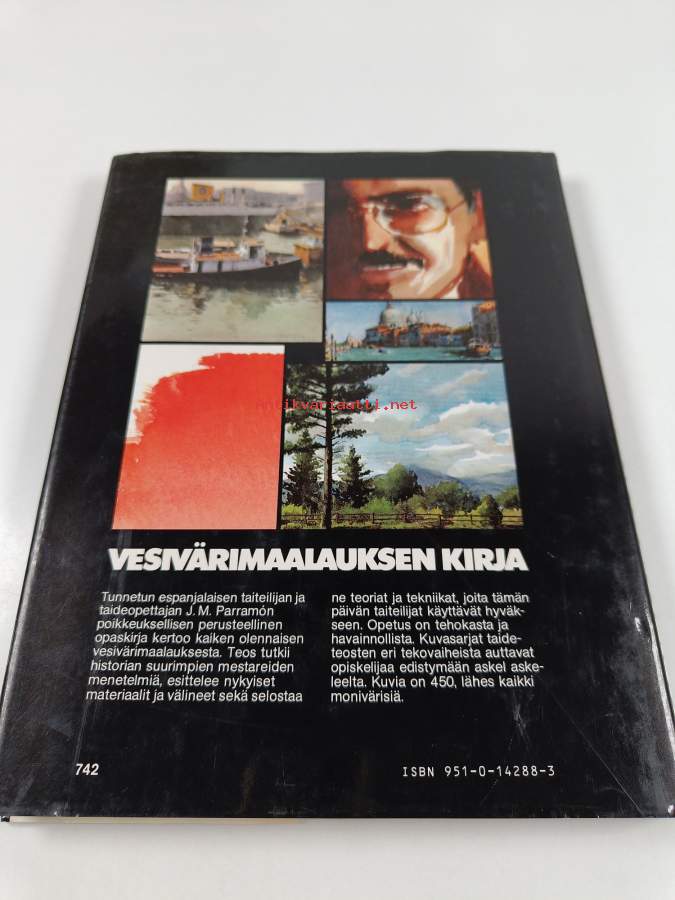 antikvariaatti.net
VESIVÄRIMAALAUKSEN KIRJA
Tunnetun espanjalaisen taiteilijan ja
taideopettajan J. M. Parramón
poikkeuksellisen perusteellinen
opaskirja kertoo kaiken olennaisen
vesivärimaalauksesta. Teos tutkii
historian suurimpien mestareiden
menetelmiä, esittelee nykyiset
materiaalit ja välineet sekä selostaa
ne teoriat ja tekniikat, joita tämän
päivän taiteilijat käyttävät hyväk-
seen. Opetus on tehokasta ja
havainnollista. Kuvasarjat taide-
teosten eri tekovaiheista auttavat
opiskelijaa edistymään askel aske-
leelta. Kuvia on 450, lähes kaikki
monivärisiä.
742
ISBN 951-0-14288-3